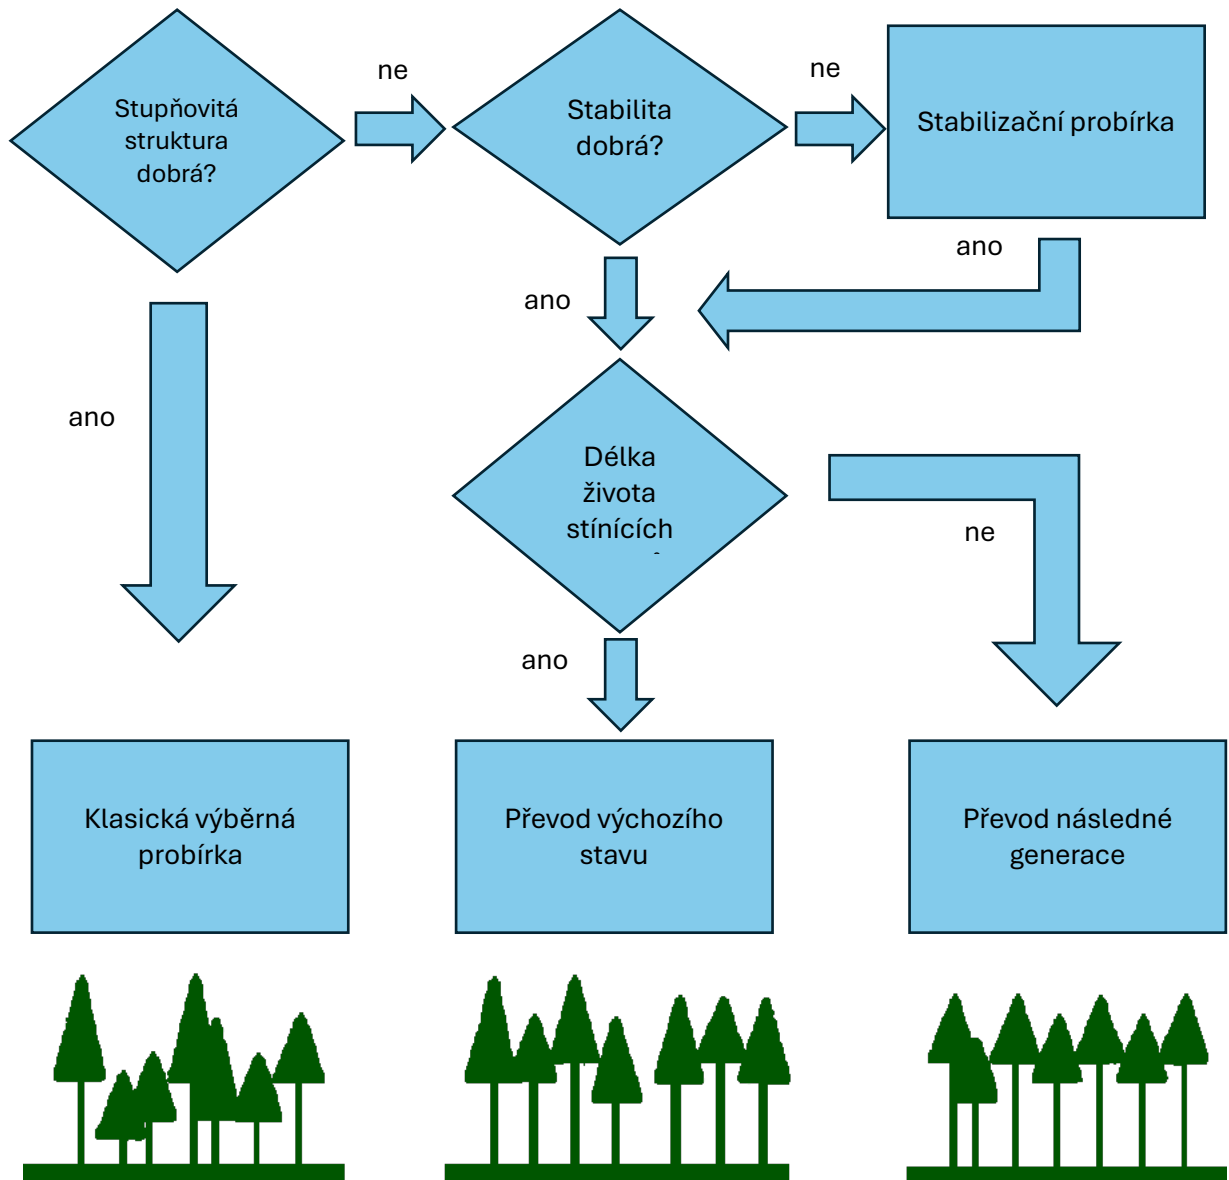 Stupňovitá
struktura
dobrá?
ne
Stabilita
dobrá?
ne
Stabilizační probírka
ano
ano
ano
Délka
života
stínících
ne
ano
Klasická výběrná
probírka
Převod výchozího
stavu
Převod následné
generace